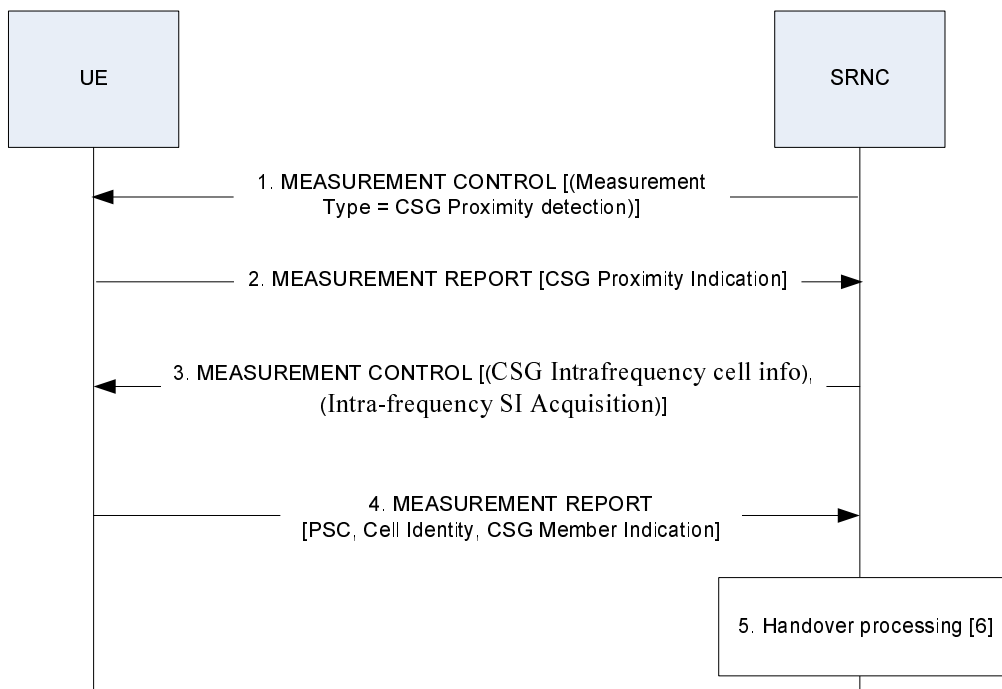 UE
SRNC
1. MEASUREMENT CONTROL [(Measurement
Type = CSG Proximity detection)]
2. MEASUREMENT REPORT [CSG Proximity Indication]
3. MEASUREMENT CONTROL [(CSG Intrafrequency cell info),
(Intra-frequency SI Acquisition)]
4. MEASUREMENT REPORT
[PSC, Cell Identity, CSG Member Indication]
5. Handover processing [6]